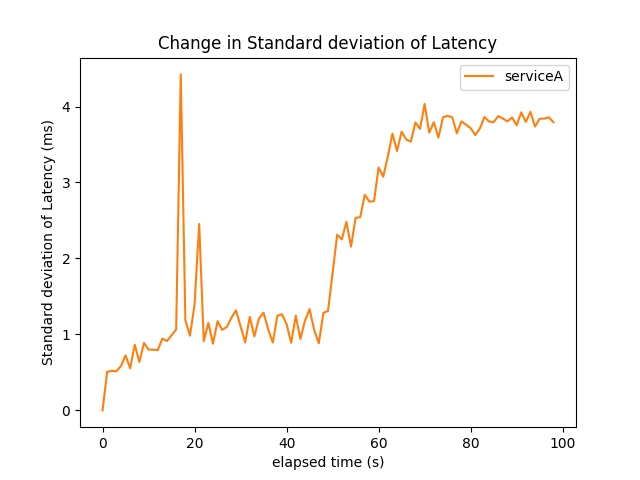 Change in Standard deviation of Latency
serviceA
Standard deviation of Latency (ms)
4
3
2
1
0
0 20 40 60 80 100
elapsed time (s)